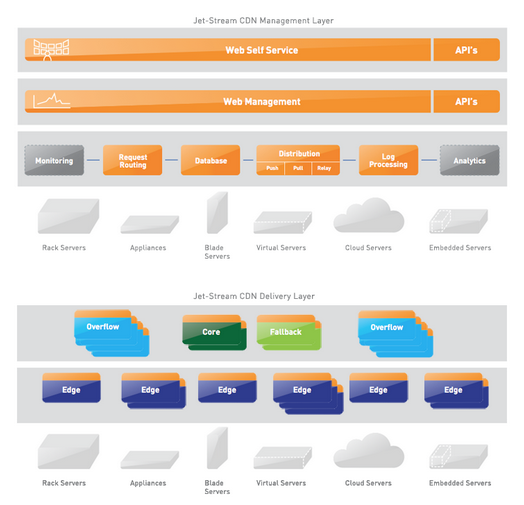 Jet-Stream CDN Management Layer
Web Self Service API's
Web Management API's
Monitoring Request Routing Database Distribution Log Processing Analytics
Push Pull Relay
Rack Servers Appliances Blade Servers Virtual Servers Cloud Servers Embedded Servers
Jet-Stream CDN Delivery Layer
Overflow Core Fallback Overflow
Edge Edge Edge Edge Edge Edge
Rack Servers Appliances Blade Servers Virtual Servers Cloud Servers Embedded Servers